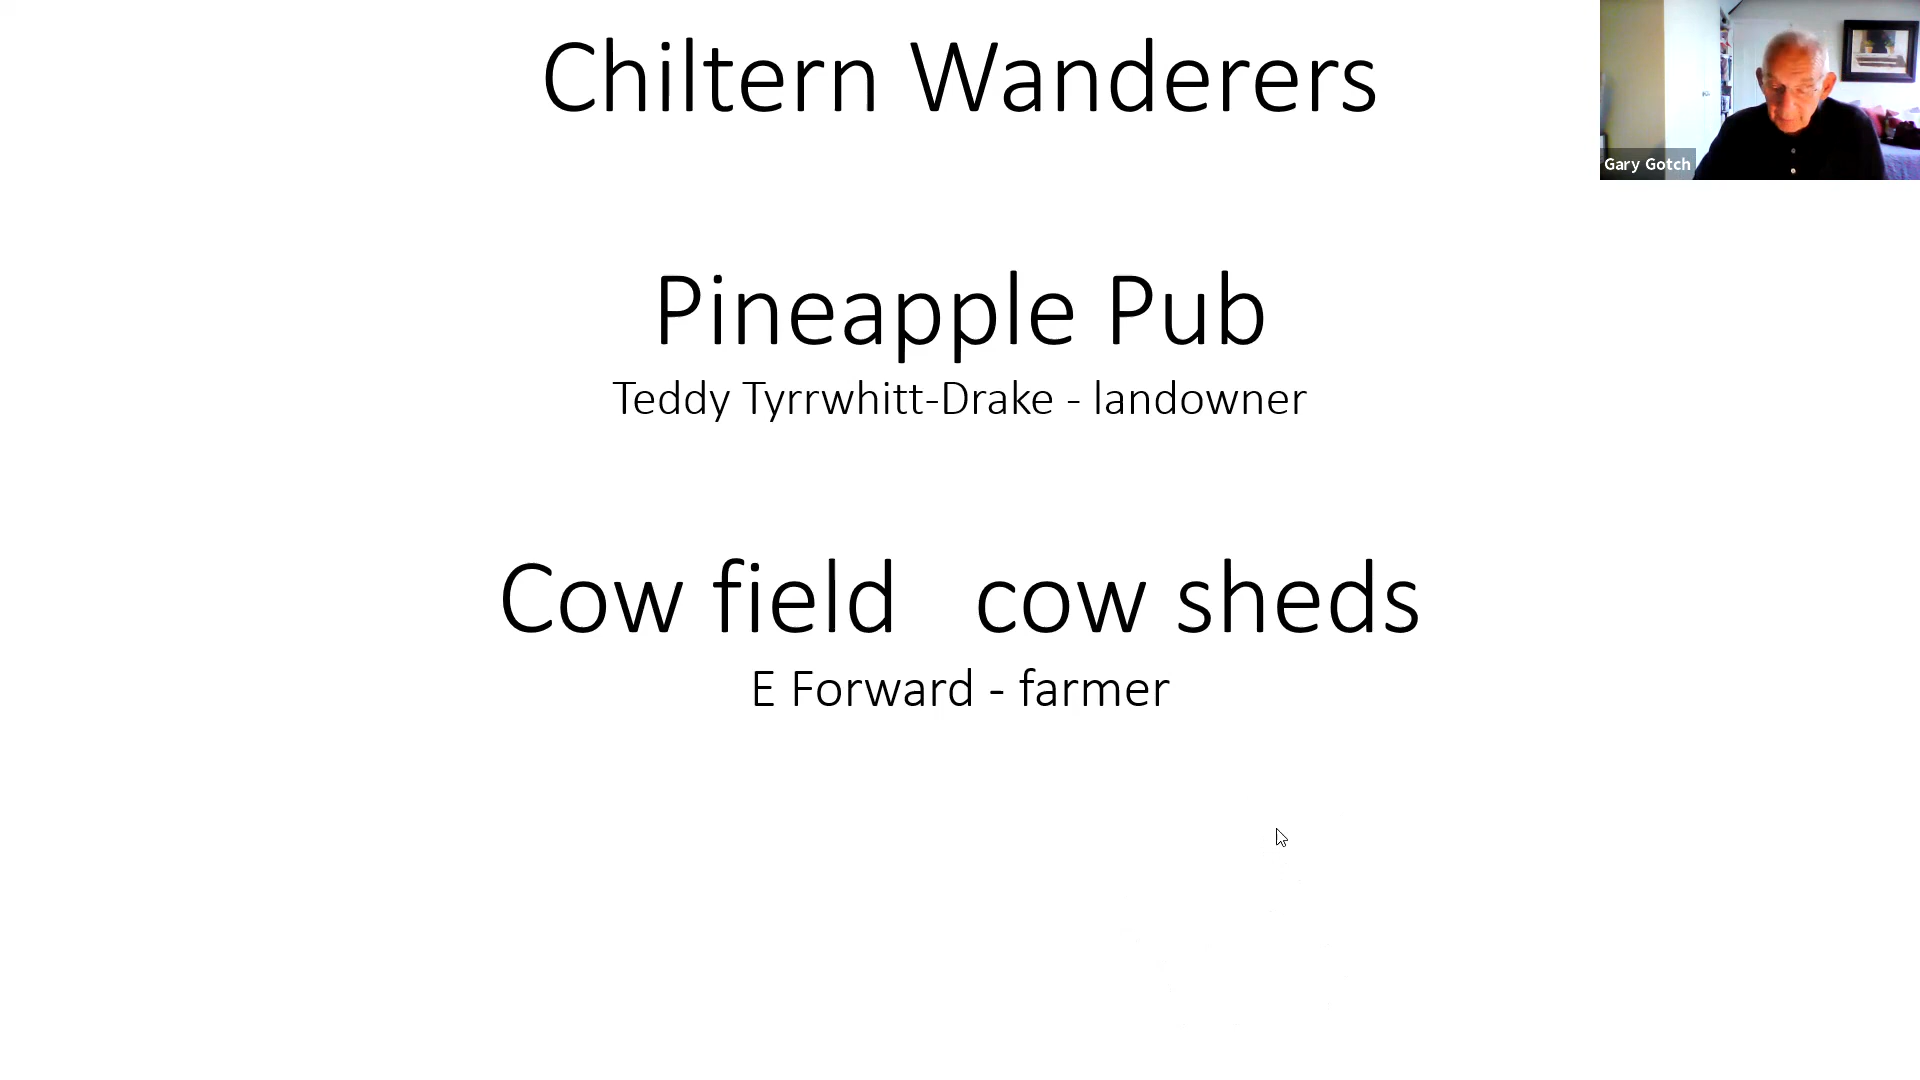 Chiltern Wanderers
Gary Gotch
Pineapple Pub
Teddy Tyrrwhitt-Drake - landowner
Cow field cow sheds
E Forward - farmer